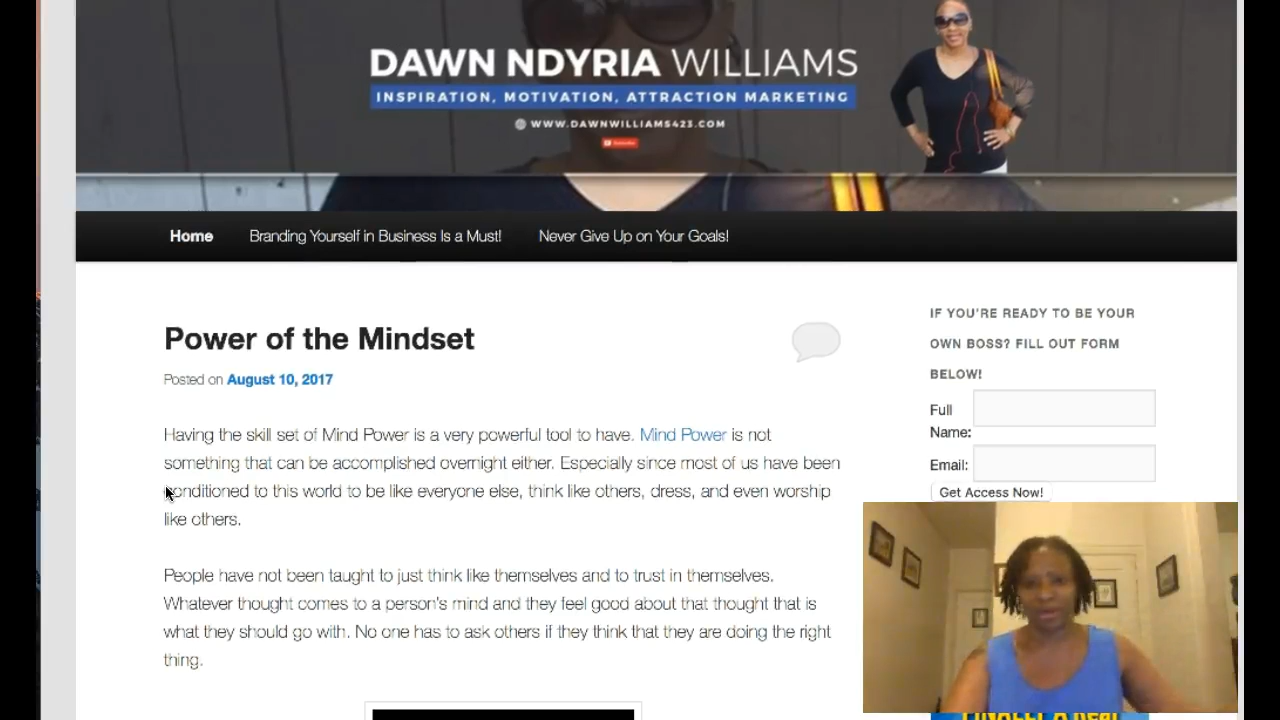 DAWN NDYRIA WILLIAMS
INSPIRATION, MOTIVATION, ATTRACTION MARKETING
WWW.DAWNWILLIAMS423.COM
Home Branding Yourself in Business Is a Must! Never Give Up on Your Goals!
Power of the Mindset
Posted on August 10, 2017
Having the skill set of Mind Power is a very powerful tool to have. Mind Power is not
something that can be accomplished overnight either. Especially since most of us have been
conditioned to this world to be like everyone else, think like others, dress, and even worship
like others.
People have not been taught to just think like themselves and to trust in themselves.
Whatever thought comes to a person's mind and they feel good about that thought that is
what they should go with. No one has to ask others if they think that they are doing the right
thing.
IF YOU'RE READY TO BE YOUR
OWN BOSS? FILL OUT FORM
BELOW!
Full
Name:
Email:
Get Access Now!